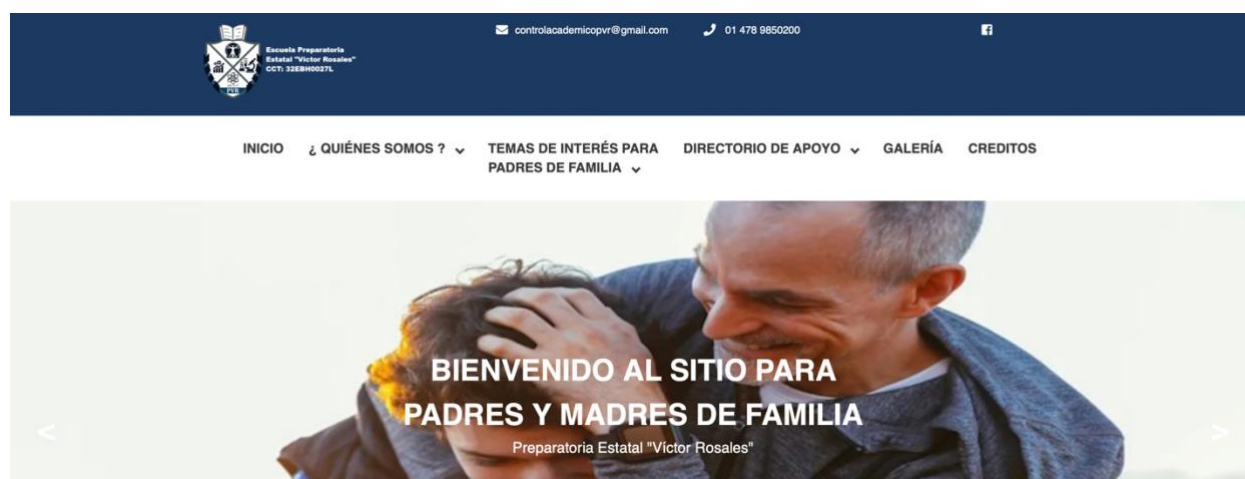 controlacademicopvr@gmail.com
01 478 9850200
Escuela Preparatoria
Estatal "Victor Rosales"
CCT: 32EBH0027L
PVR
INICIO
¿ QUIÉNES SOMOS ?
TEMAS DE INTERÉS PARA
PADRES DE FAMILIA
DIRECTORIO DE APOYO
GALERÍA
CREDITOS
BIENVENIDO AL SITIO PARA
PADRES Y MADRES DE FAMILIA
Preparatoria Estatal "Víctor Rosales"